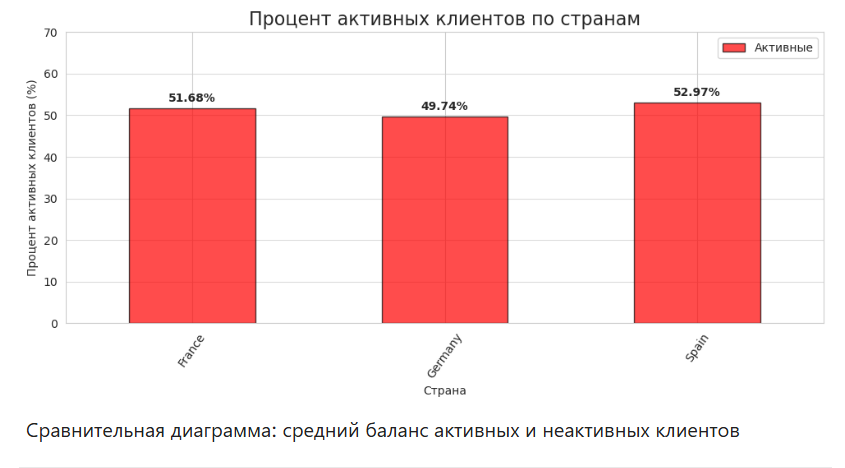 Процент активных клиентов по странам
70
60
50
40
30
20
10
0
Процент активных клиентов (%)
Активные
51.68%
49.74%
52.97%
France
Germany
Spain
Страна
Сравнительная диаграмма: средний баланс активных и неактивных клиентов